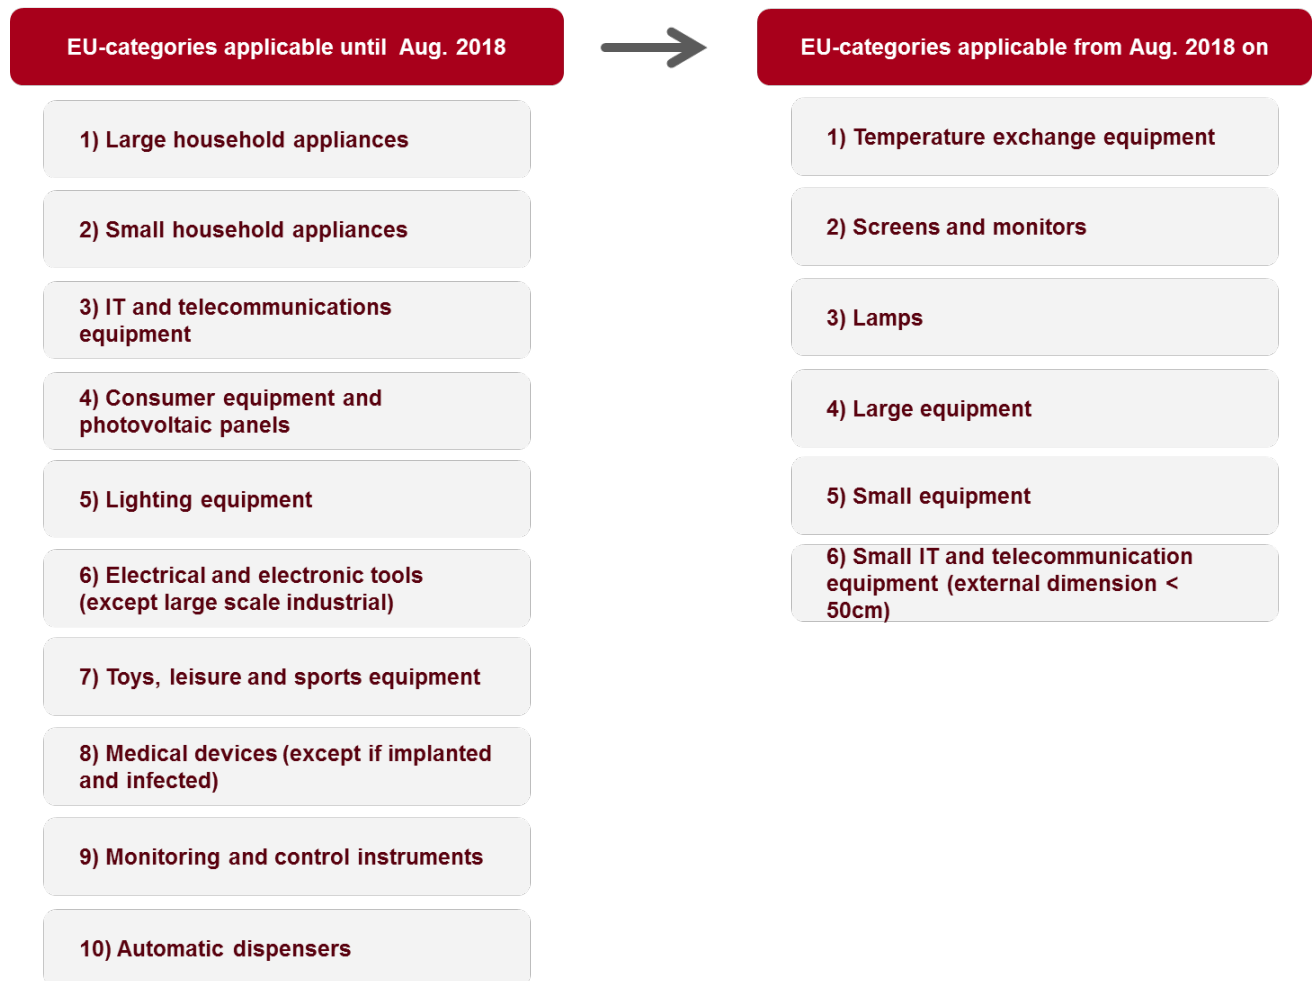 EU-categories applicable until Aug. 2018
1) Large household appliances
2) Small household appliances
3) IT and telecommunications
equipment
4) Consumer equipment and
photovoltaic panels
5) Lighting equipment
6) Electrical and electronic tools
(except large scale industrial)
7) Toys, leisure and sports equipment
8) Medical devices (except if implanted
and infected)
9) Monitoring and control instruments
10) Automatic dispensers
EU-categories applicable from Aug. 2018 on
1) Temperature exchange equipment
2) Screens and monitors
3) Lamps
4) Large equipment
5) Small equipment
6) Small IT and telecommunication
equipment (external dimension <
50cm)